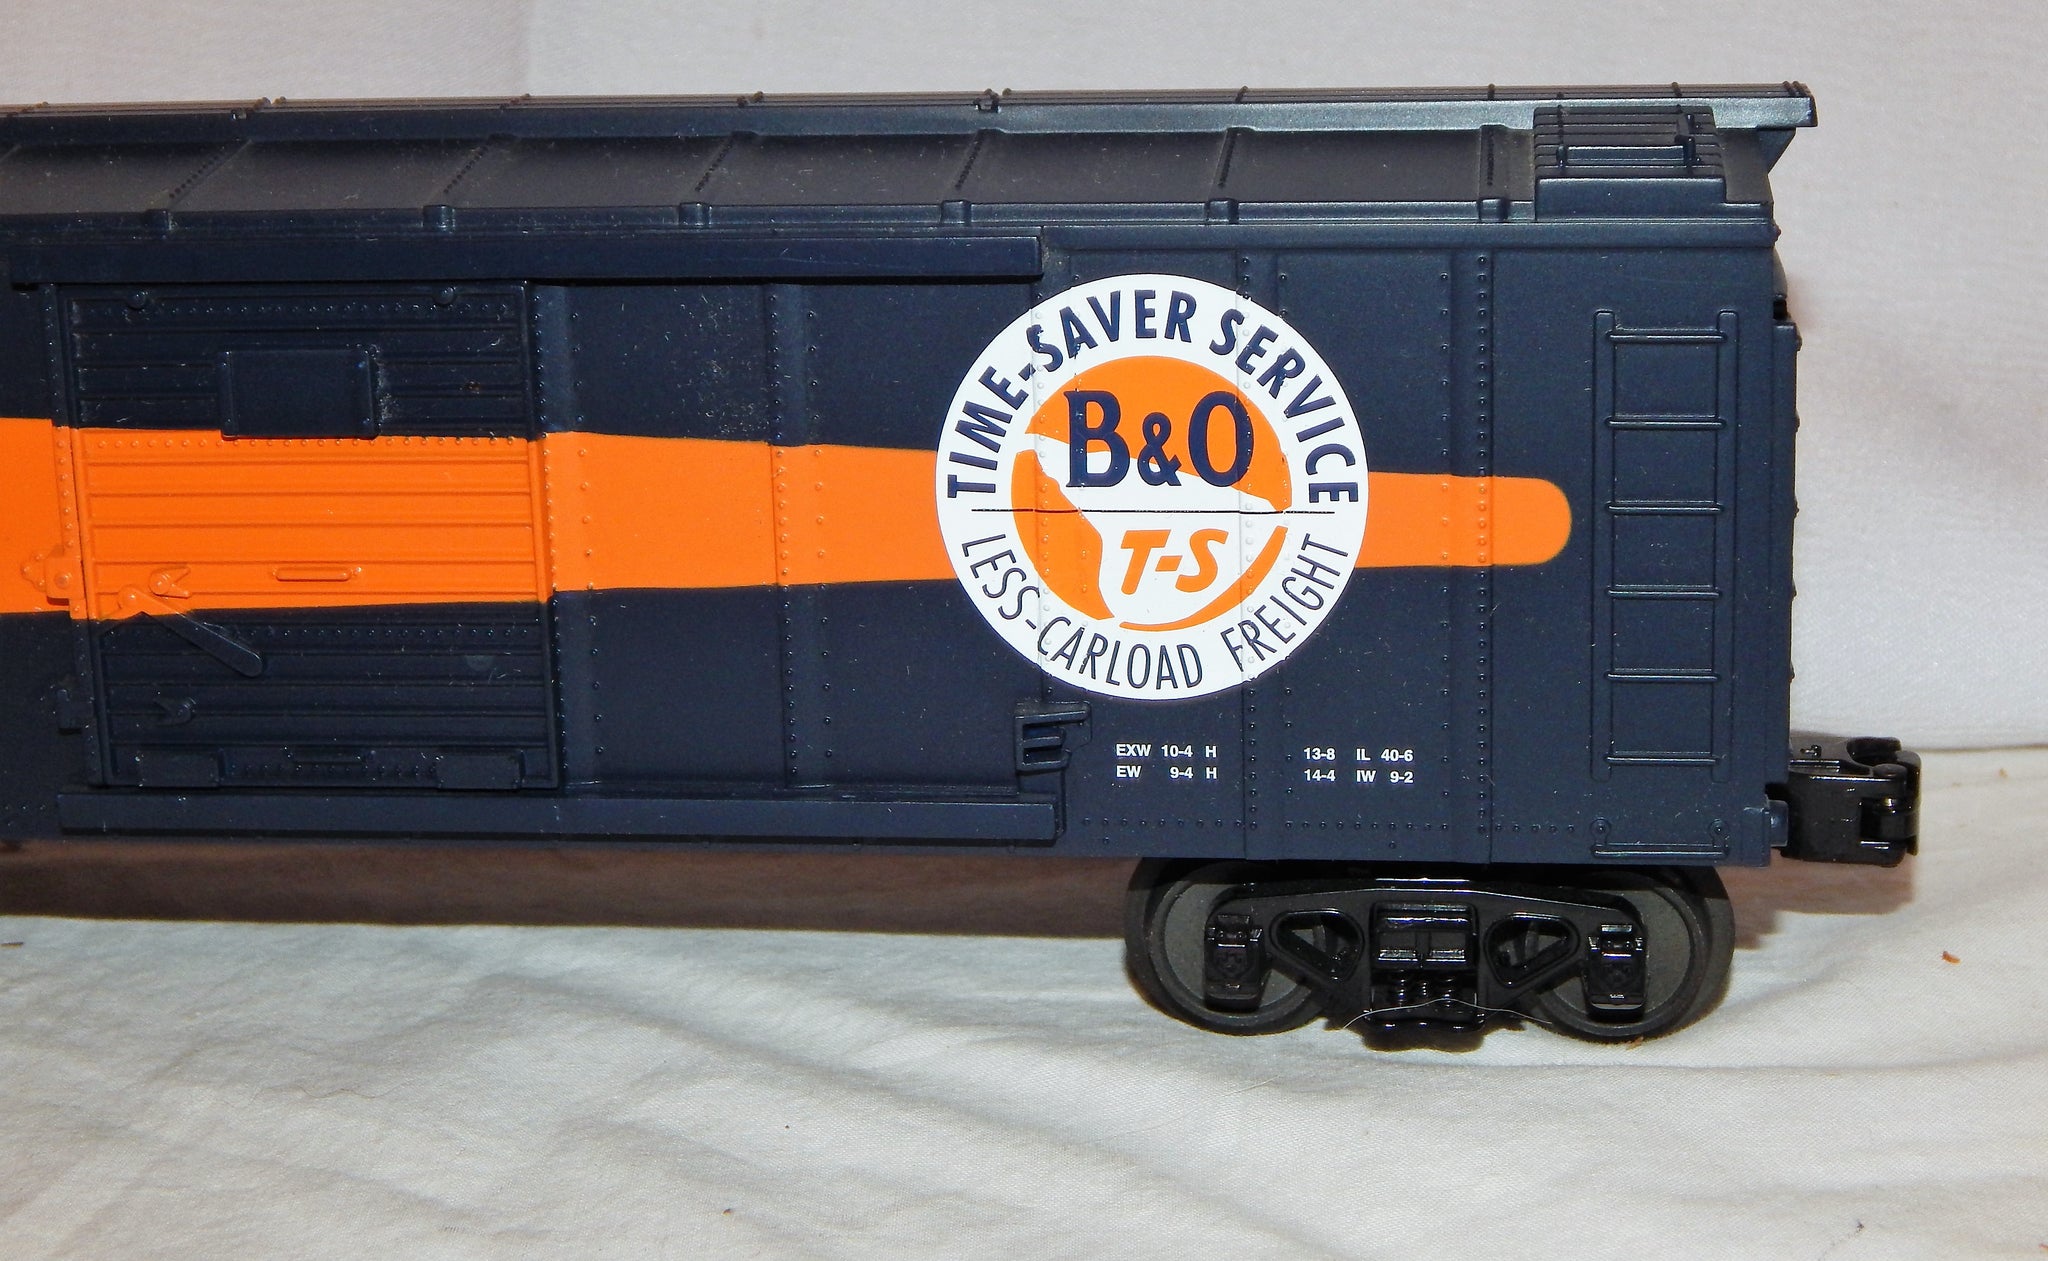 TIME-SAVER SERVICE
B&O
T-S
LESS-CARLOAD FREIGHT
EXW 10-4 H 13-8 IL 40-6
EW 9-4 H 14-4 IW 9-2